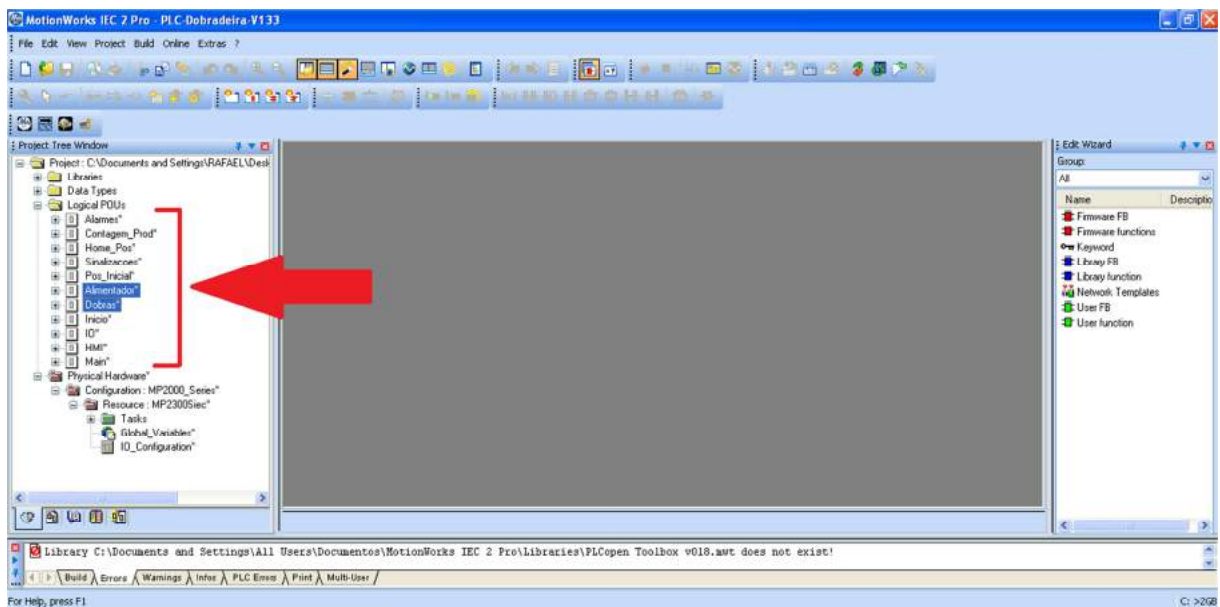 MotionWorks IEC 2 Pro - PLC-Dobradeira-V133
File Edit View Project Build Online Extras ?
Project Tree Window
Project : C:\Documents and Settings\RAFAEL\Desk
Libraries
Data Types
Logical POUs
Alarmes*
Contagem_Prod*
Home_Pos*
Sinalizacoes*
Pos_Inicial*
Alimentador*
Dobras*
Inicio*
IO*
HMI*
Main*
Physical Hardware*
Configuration : MP2000_Series*
Resource : MP2300Siec*
Tasks
Global_Variables*
IO_Configuration*
Edit Wizard
Group:
All
Name Descriptio
Firmware FB
Firmware functions
Keyword
Library FB
Library function
Network Templates
User FB
User function
Library C:\Documents and Settings\All Users\Documentos\MotionWorks IEC 2 Pro\Libraries\PLCopen Toolbox v018.mwt does not exist!
Build Errors Warnings Infos PLC Errors Print Multi-User
For Help, press F1
C: >2GB